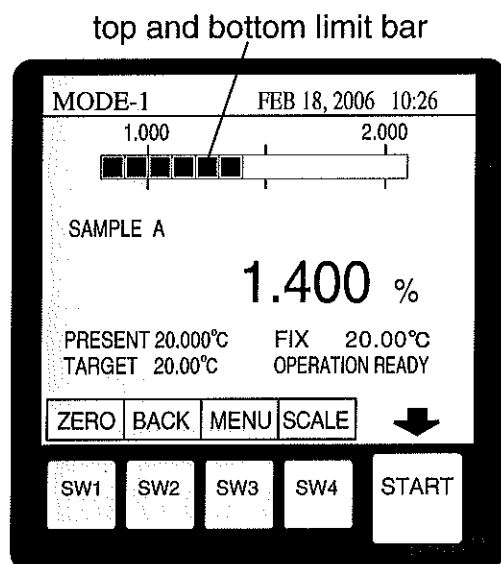 top and bottom limit bar
MODE-1 FEB 18, 2006 10:26
1.000 2.000
SAMPLE A
1.400 %
PRESENT 20.000°C FIX 20.00°C
TARGET 20.00°C OPERATION READY
ZERO BACK MENU SCALE
SW1 SW2 SW3 SW4 START